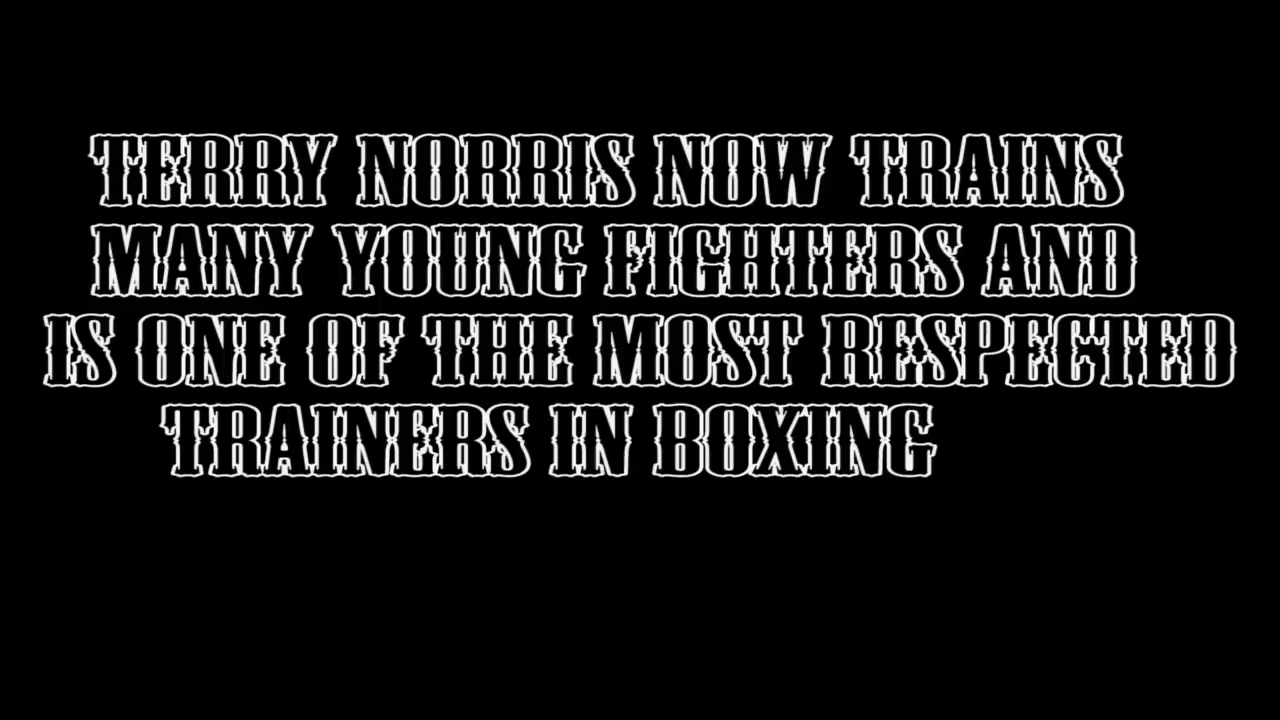 TERRY NORRIS NOW TRAINS
MANY YOUNG FIGHTERS AND
IS ONE OF THE MOST RESPECTED
TRAINERS IN BOXING